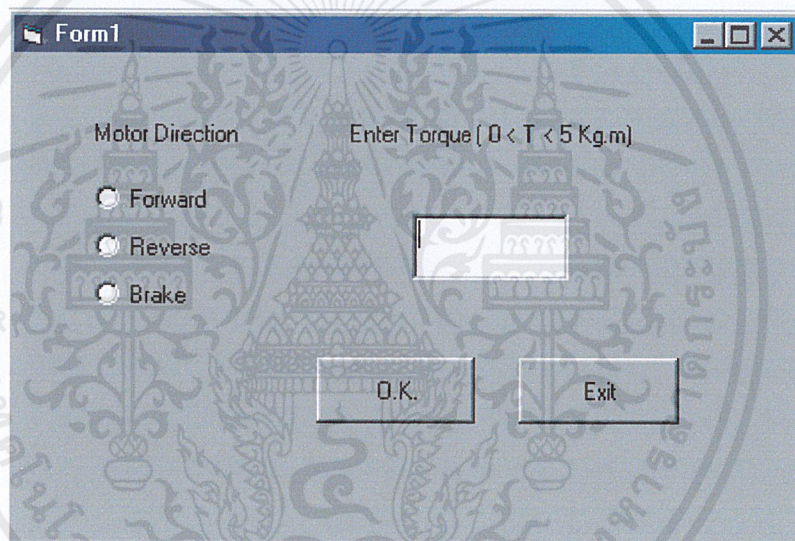 Form1
Motor Direction
Enter Torque ( 0 < T < 5 Kg.m)
Forward
Reverse
Brake
O.K.
Exit